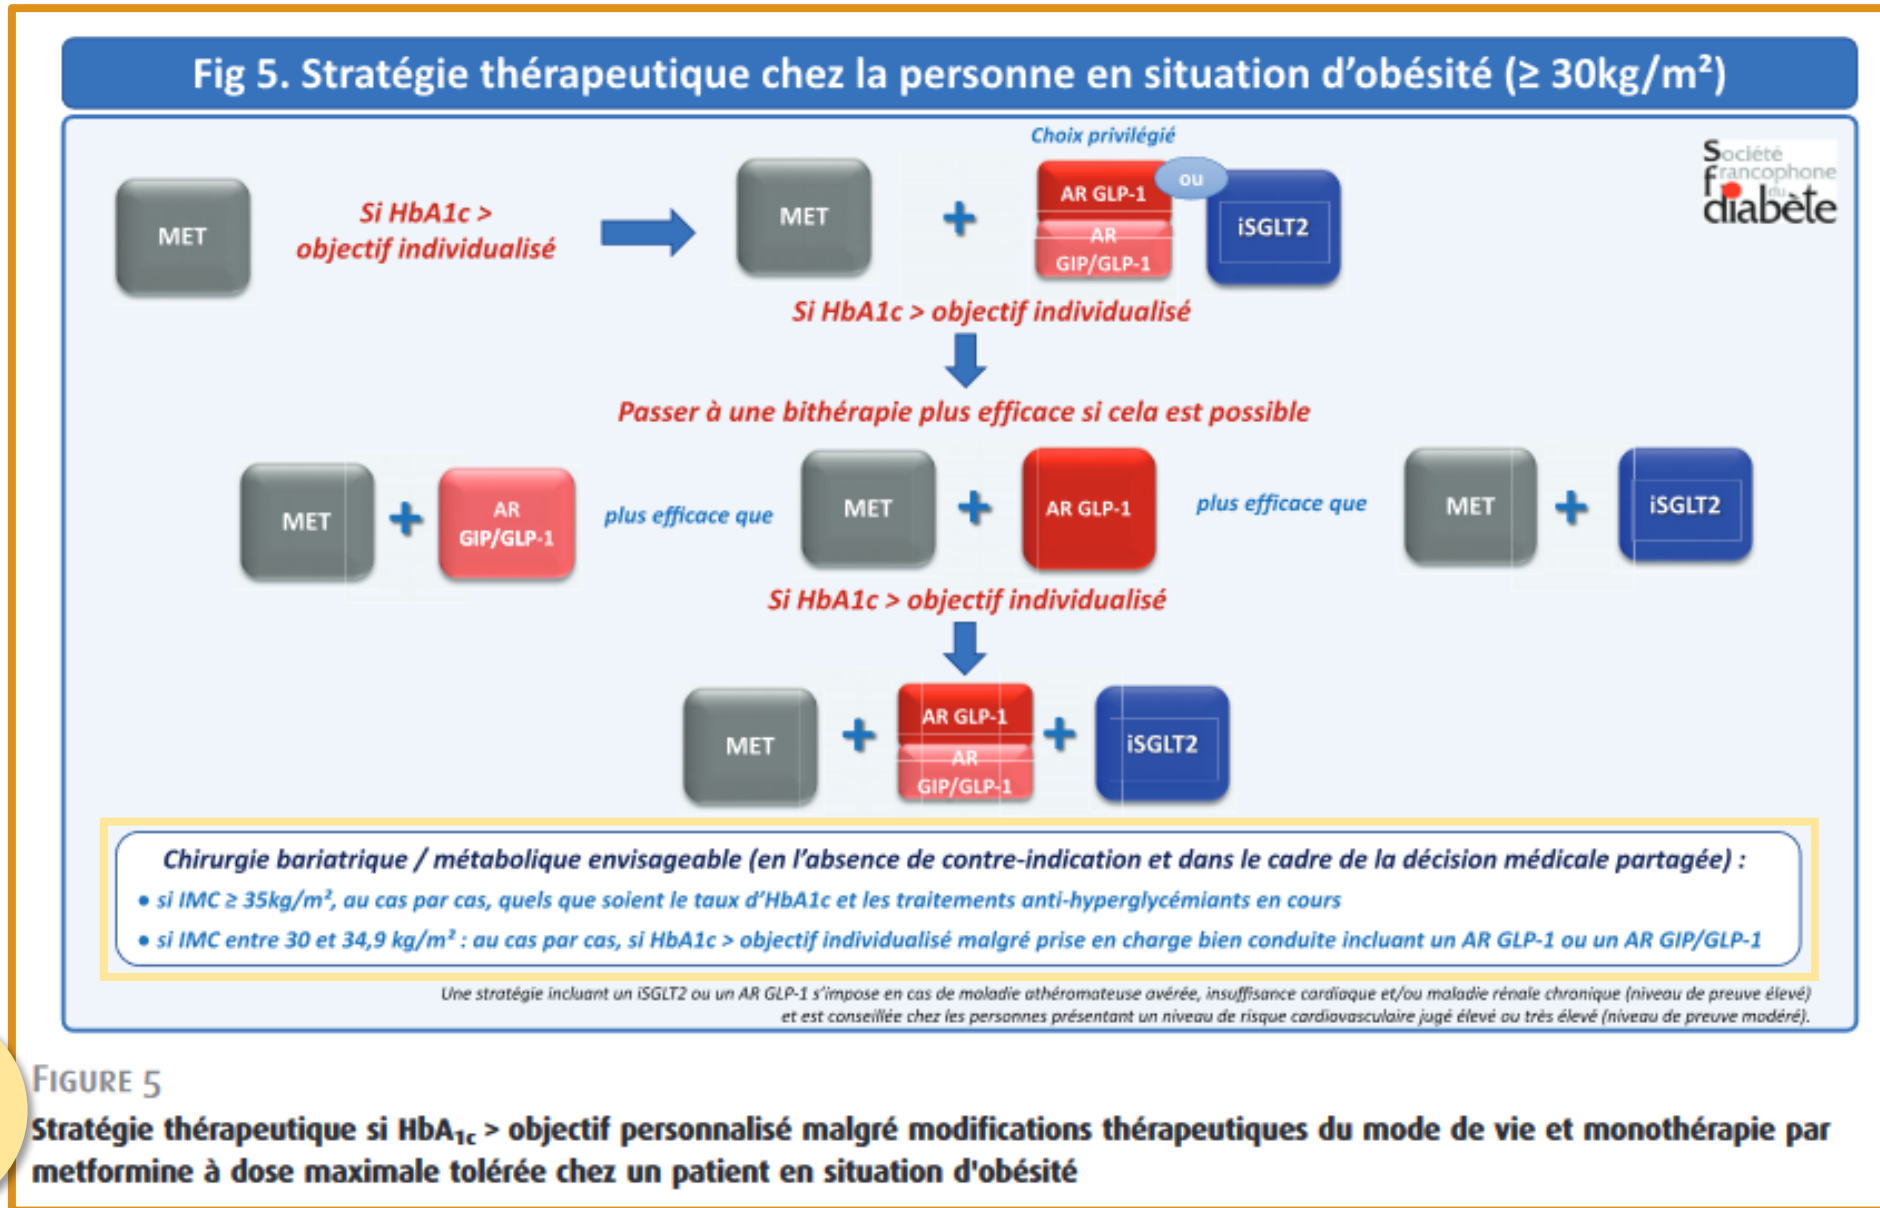 Fig 5. Stratégie thérapeutique chez la personne en situation d'obésité (≥ 30kg/m²)
Choix privilégié
Société
francophone
du
diabète
MET
Si HbA1c >
objectif individualisé
MET
+
AR GLP-1
AR
GIP/GLP-1
ou
iSGLT2
Si HbA1c > objectif individualisé
Passer à une bithérapie plus efficace si cela est possible
MET
+
AR
GIP/GLP-1
plus efficace que
MET
+
AR GLP-1
plus efficace que
MET
+
iSGLT2
Si HbA1c > objectif individualisé
MET
+
AR GLP-1
AR
GIP/GLP-1
+
iSGLT2
Chirurgie bariatrique / métabolique envisageable (en l'absence de contre-indication et dans le cadre de la décision médicale partagée) :
• si IMC ≥ 35kg/m², au cas par cas, quels que soient le taux d'HbA1c et les traitements anti-hyperglycémiants en cours
• si IMC entre 30 et 34,9 kg/m² : au cas par cas, si HbA1c > objectif individualisé malgré prise en charge bien conduite incluant un AR GLP-1 ou un AR GIP/GLP-1
Une stratégie incluant un iSGLT2 ou un AR GLP-1 s'impose en cas de maladie athéromateuse avérée, insuffisance cardiaque et/ou maladie rénale chronique (niveau de preuve élevé)
et est conseillée chez les personnes présentant un niveau de risque cardiovasculaire jugé élevé ou très élevé (niveau de preuve modéré).
FIGURE 5
Stratégie thérapeutique si HbA1c > objectif personnalisé malgré modifications thérapeutiques du mode de vie et monothérapie par
metformine à dose maximale tolérée chez un patient en situation d'obésité